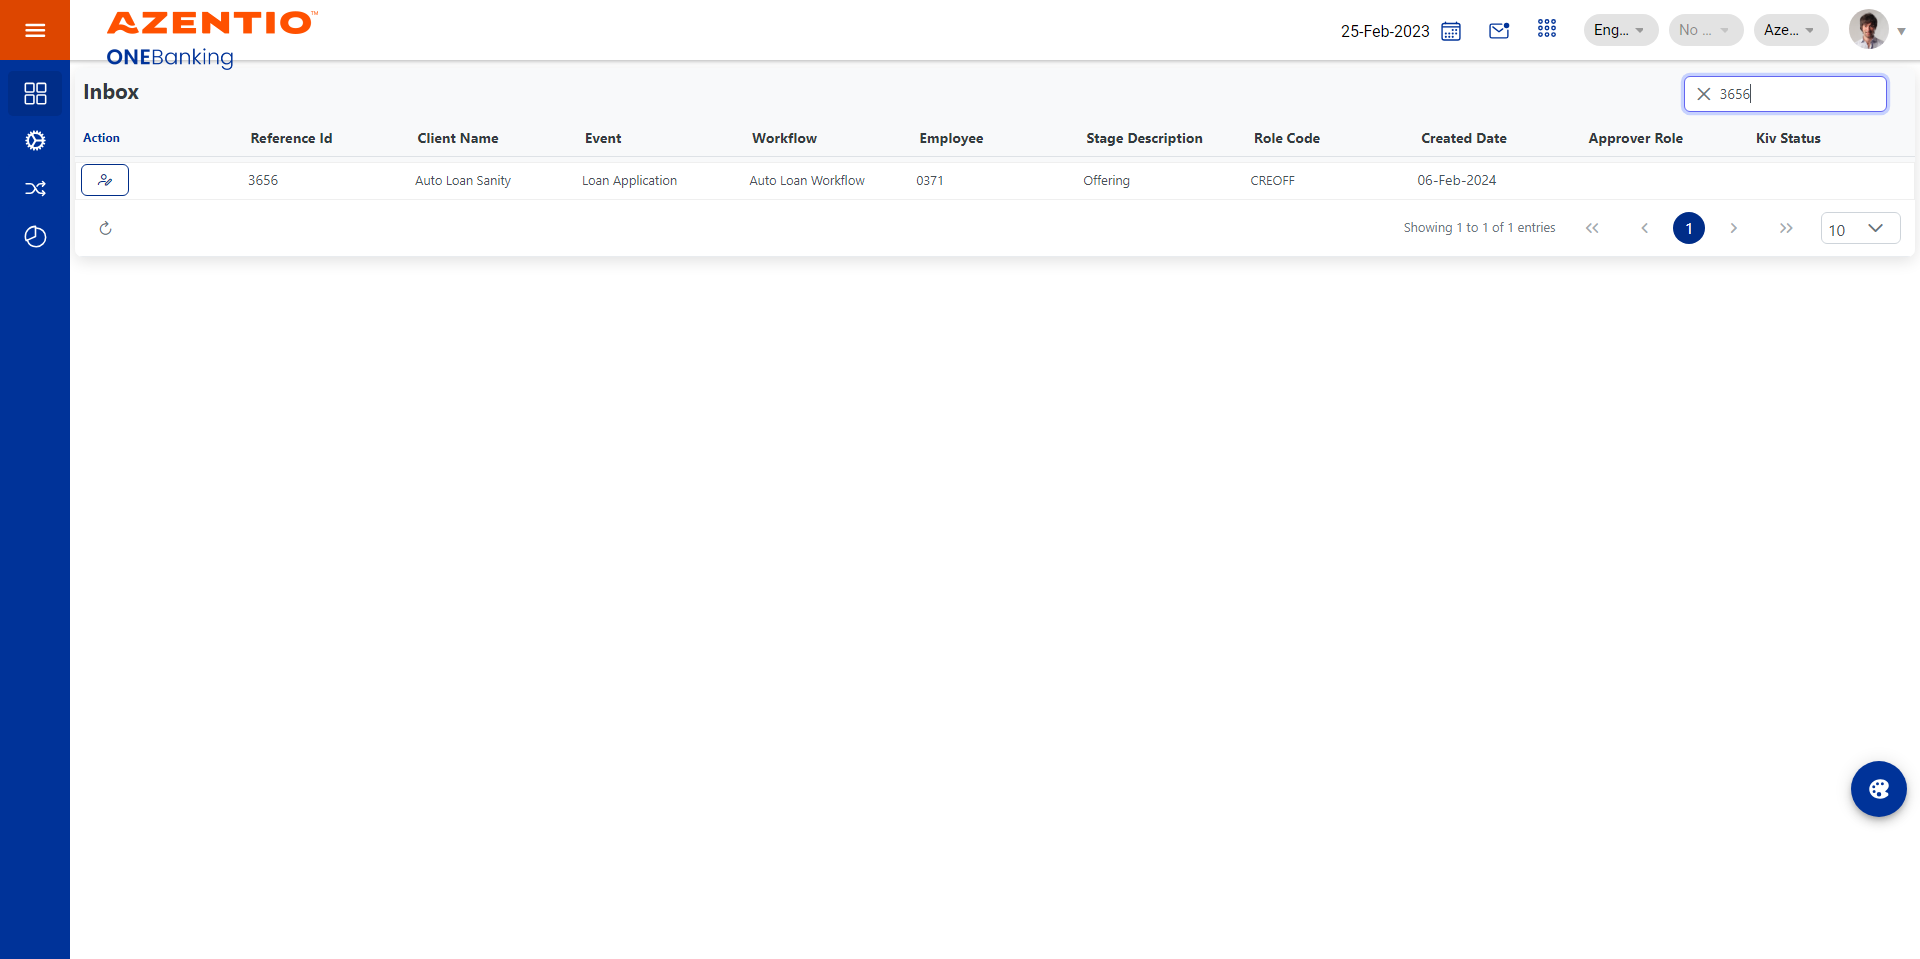 AZENTIO™
ONEBanking
25-Feb-2023
Eng...
No ...
Aze...
Inbox
3656
Action Reference Id Client Name Event Workflow Employee Stage Description Role Code Created Date Approver Role Kiv Status
3656 Auto Loan Sanity Loan Application Auto Loan Workflow 0371 Offering CREOFF 06-Feb-2024
Showing 1 to 1 of 1 entries
1
10